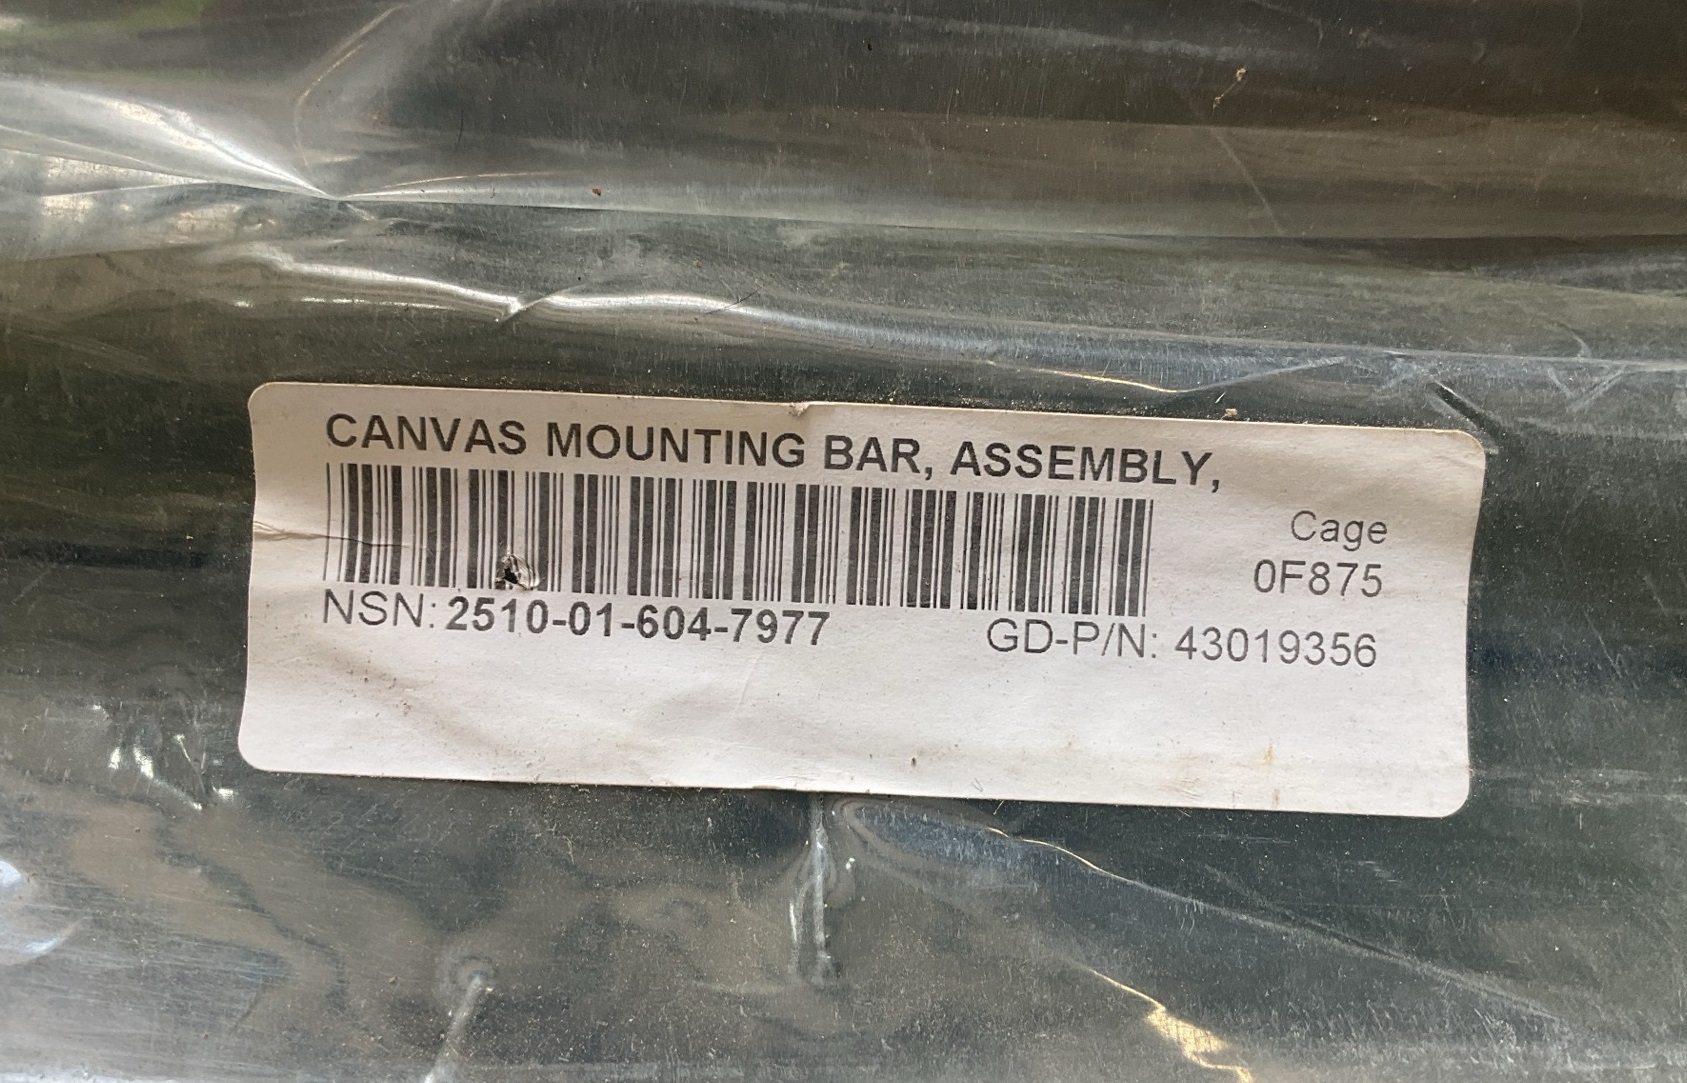 CANVAS MOUNTING BAR, ASSEMBLY,
Cage
0F875
NSN: 2510-01-604-7977 GD-P/N: 43019356